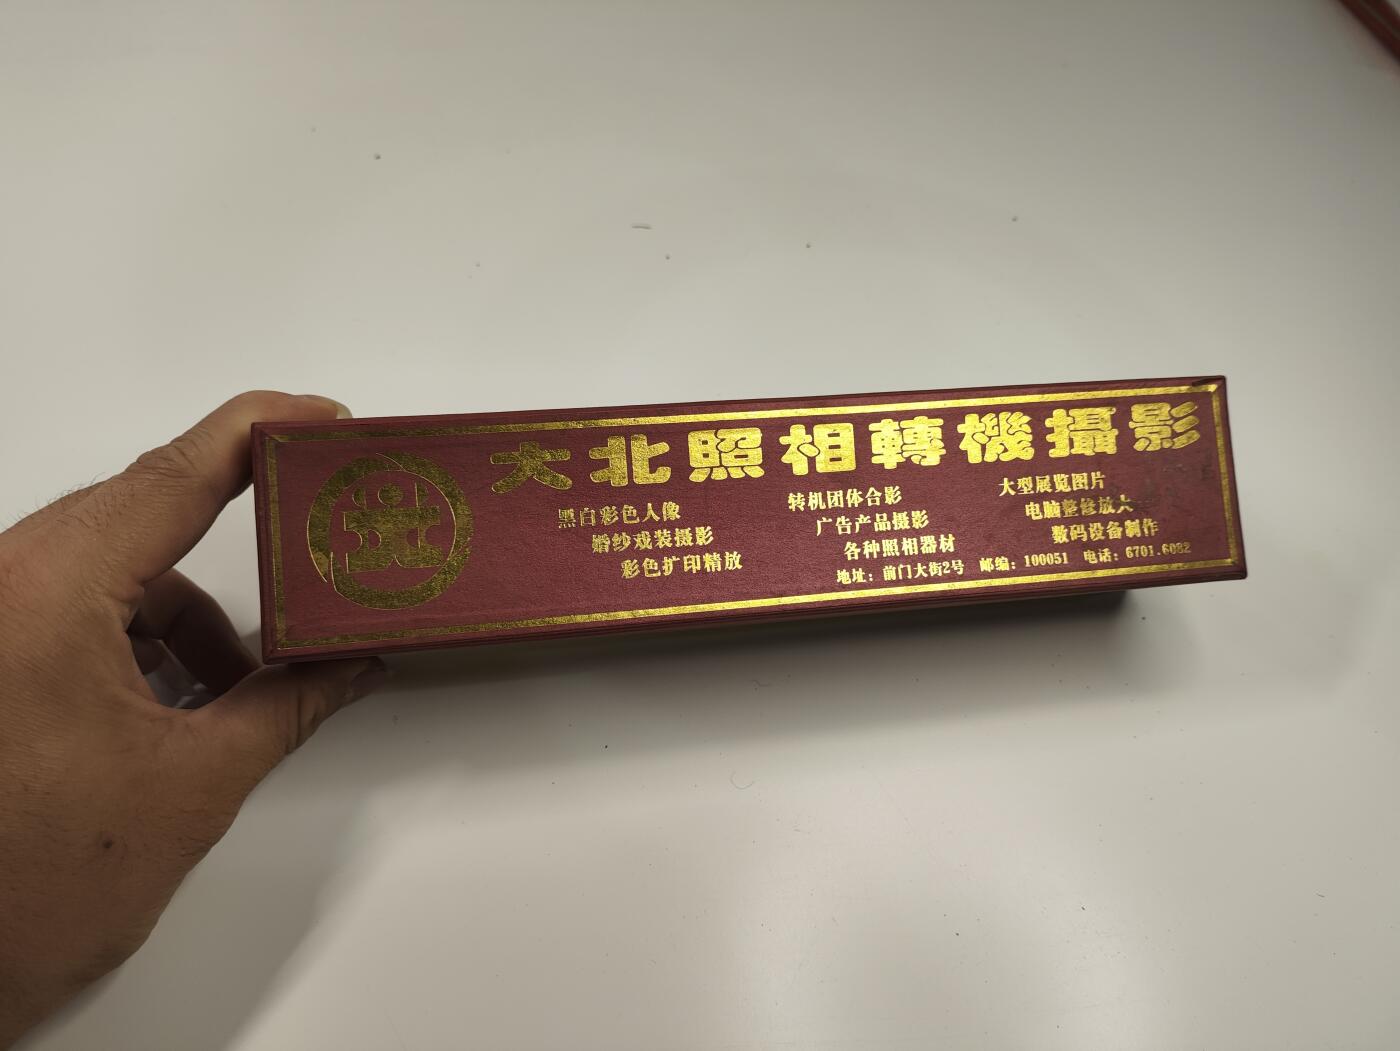 大北照相轉機攝影
黑白彩色人像
婚纱戏装摄影
彩色扩印精放
转机团体合影
广告产品摄影
各种照相器材
大型展览图片
电脑整修放大
数码设备制作
地址：前门大街2号 邮编：100051 电话：6701.6082